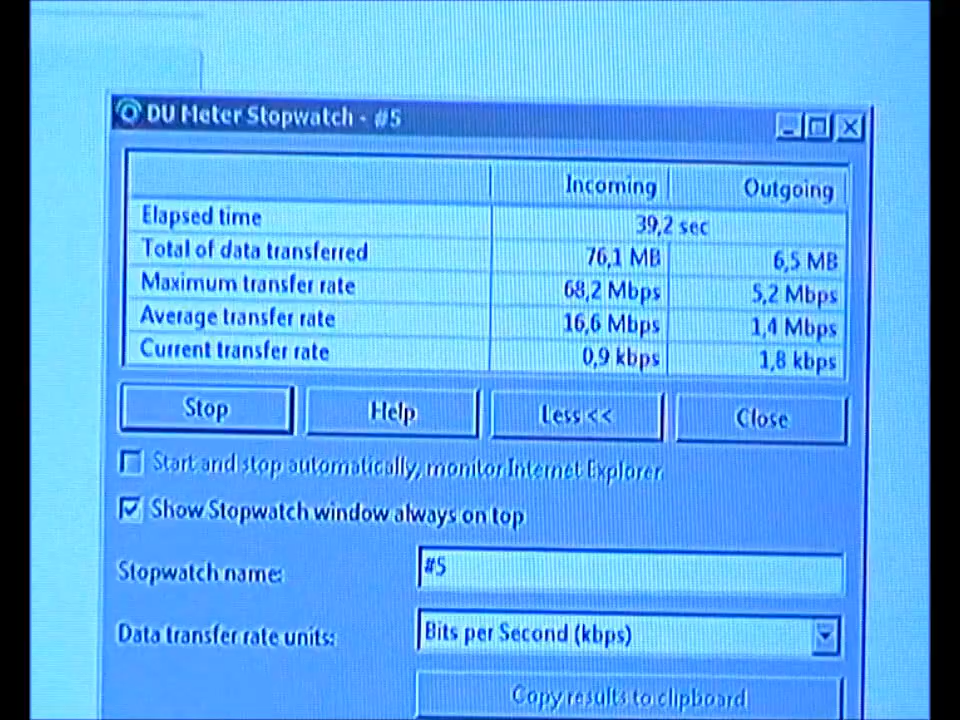 DU Meter Stopwatch - #5
Incoming Outgoing
Elapsed time 39,2 sec
Total of data transferred 76,1 MB 6,5 MB
Maximum transfer rate 68,2 Mbps 5,2 Mbps
Average transfer rate 16,6 Mbps 1,4 Mbps
Current transfer rate 0,9 kbps 1,8 kbps
Stop Help Less << Close
Start and stop automatically, monitor Internet Explorer
Show Stopwatch window always on top
Stopwatch name: #5
Data transfer rate units: Bits per Second (kbps)
Copy results to clipboard